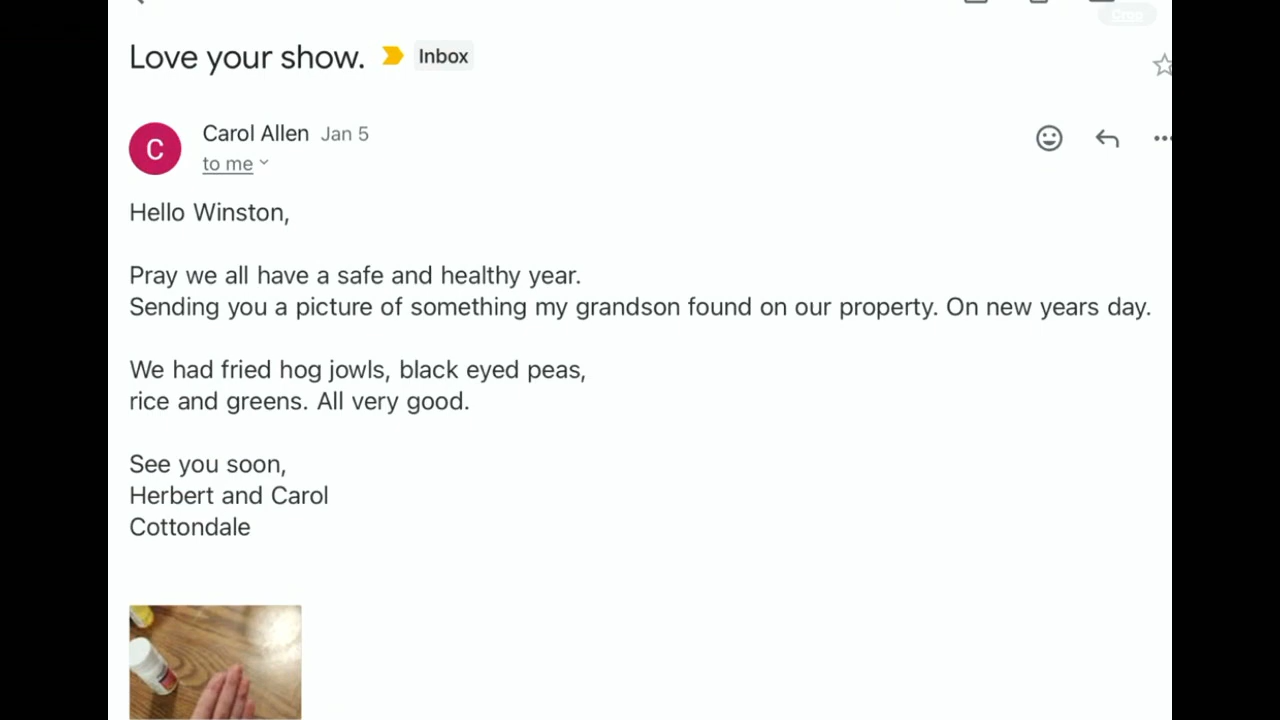 Crop
Love your show. Inbox
C
Carol Allen Jan 5
to me
Hello Winston,
Pray we all have a safe and healthy year.
Sending you a picture of something my grandson found on our property. On new years day.
We had fried hog jowls, black eyed peas,
rice and greens. All very good.
See you soon,
Herbert and Carol
Cottondale